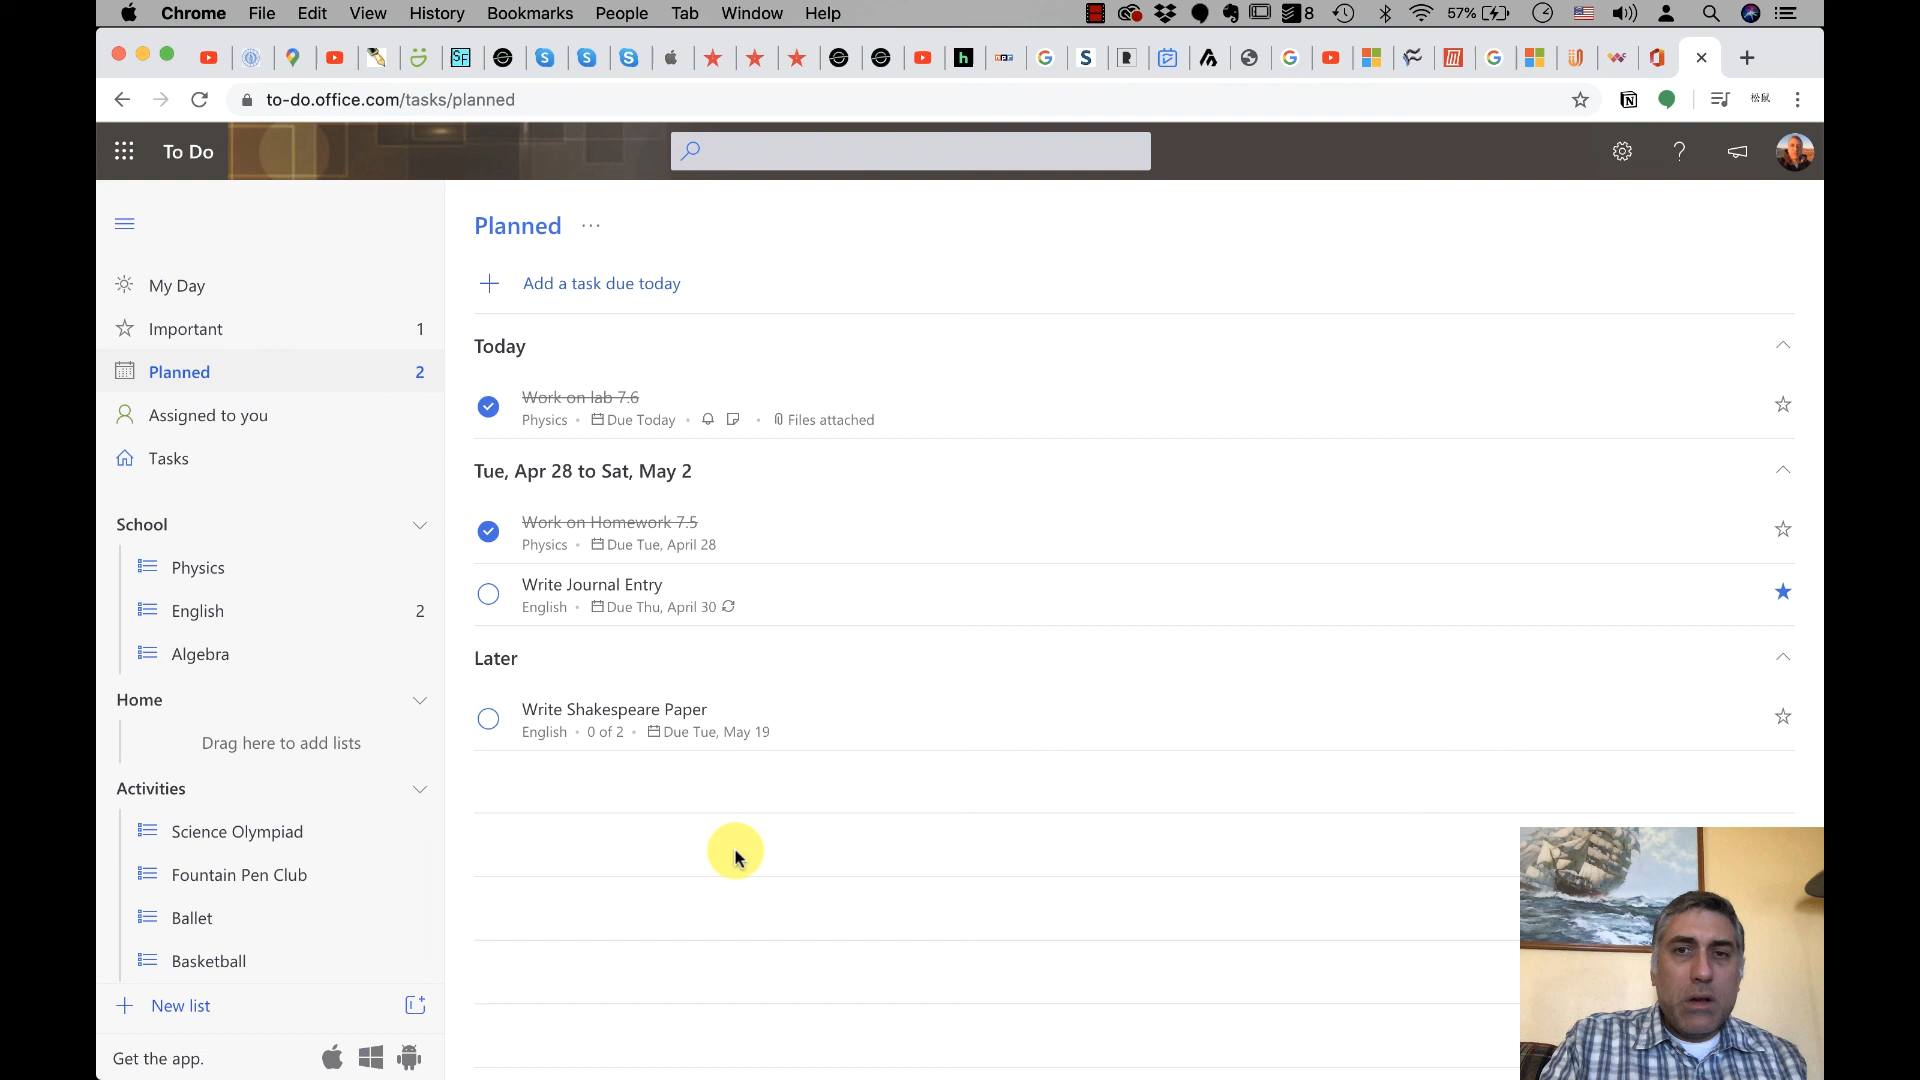 Chrome File Edit View History Bookmarks People Tab Window Help 8 57%
SF h npr S R
to-do.office.com/tasks/planned 松鼠
To Do
Planned ...
Add a task due today
My Day
Important 1
Planned 2
Assigned to you
Tasks
Today
Work on lab 7.6
Physics • Due Today • • Files attached
Tue, Apr 28 to Sat, May 2
Work on Homework 7.5
Physics • Due Tue, April 28
Write Journal Entry
English • Due Thu, April 30
Later
Write Shakespeare Paper
English • 0 of 2 • Due Tue, May 19
School
Physics
English 2
Algebra
Home
Drag here to add lists
Activities
Science Olympiad
Fountain Pen Club
Ballet
Basketball
New list
Get the app.